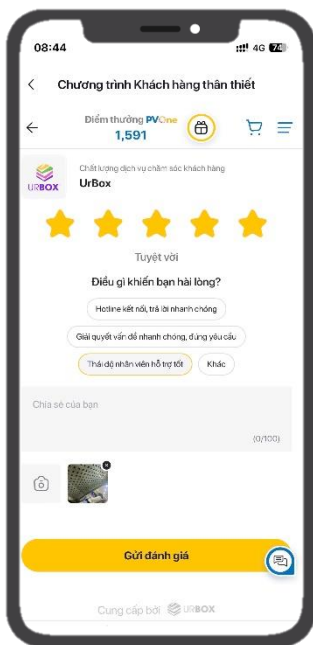 08:44
4G 74
Chương trình Khách hàng thân thiết
Điểm thưởng PVOne
1,591
URBOX
Chất lượng dịch vụ chăm sóc khách hàng
UrBox
Tuyệt vời
Điều gì khiến bạn hài lòng?
Hotline kết nối, trả lời nhanh chóng
Giải quyết vấn đề nhanh chóng, đúng yêu cầu
Thái độ nhân viên hỗ trợ tốt
Khác
Chia sẻ của bạn
(0/100)
Gửi đánh giá
Cung cấp bởi URBOX